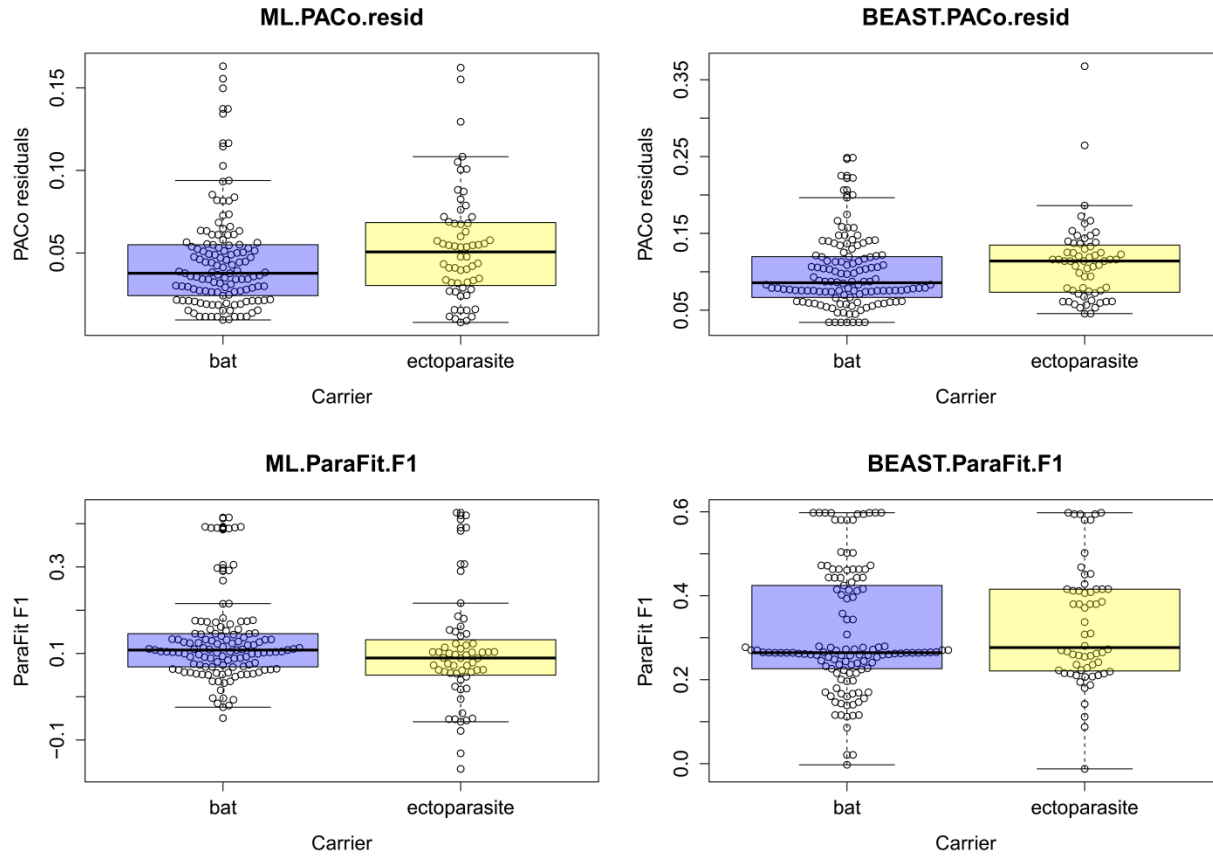 ML.PACo.resid
PACo residuals
0.15
0.10
0.05
bat ectoparasite
Carrier
BEAST.PACo.resid
PACo residuals
0.35
0.25
0.15
0.05
bat ectoparasite
Carrier
ML.ParaFit.F1
ParaFit F1
0.3
0.1
−0.1
bat ectoparasite
Carrier
BEAST.ParaFit.F1
ParaFit F1
0.6
0.4
0.2
0.0
bat ectoparasite
Carrier